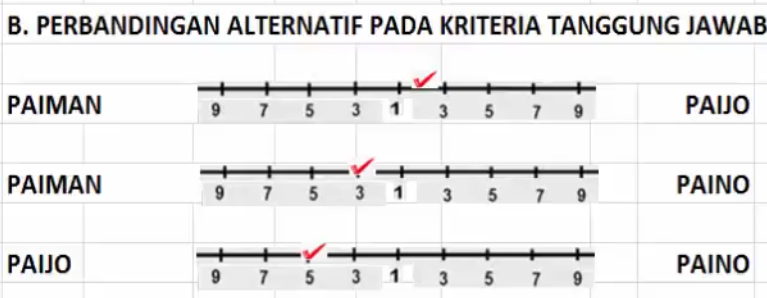 B. PERBANDINGAN ALTERNATIF PADA KRITERIA TANGGUNG JAWAB
PAIMAN 9 7 5 3 1 3 5 7 9 PAIJO
PAIMAN 9 7 5 3 1 3 5 7 9 PAINO
PAIJO 9 7 5 3 1 3 5 7 9 PAINO